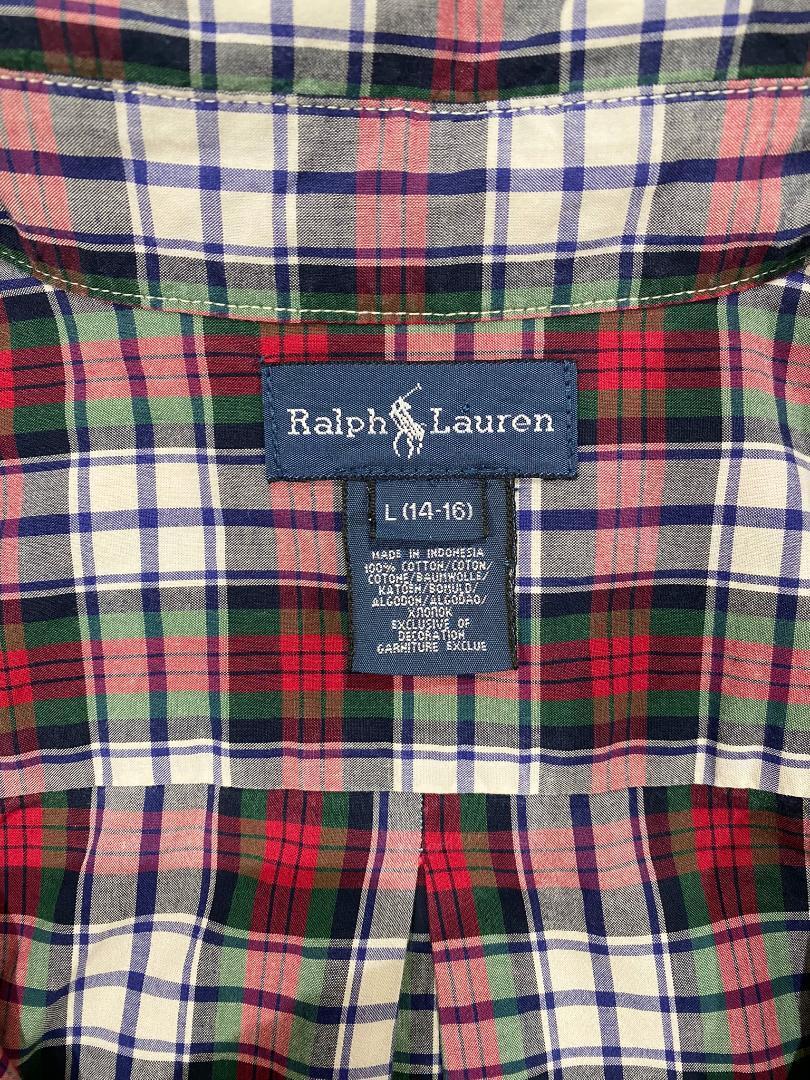 Ralph Lauren
L (14-16)
MADE IN INDONESIA
100% COTTON/COTON/
COTONE/BAUMWOLLE/
KATOEN/BOMULD/
ALGODON/ALGODAO/
ХЛОПОК
EXCLUSIVE OF
DECORATION
GARNITURE EXCLUE